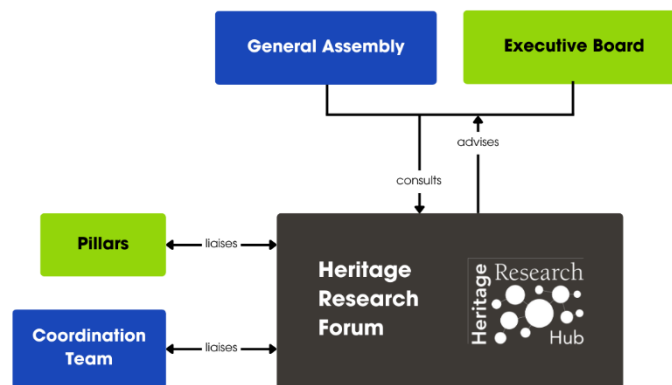 General Assembly
Executive Board
advises
consults
Pillars
liaises
Heritage
Research
Forum
Heritage
Research
Hub
Coordination
Team
liaises